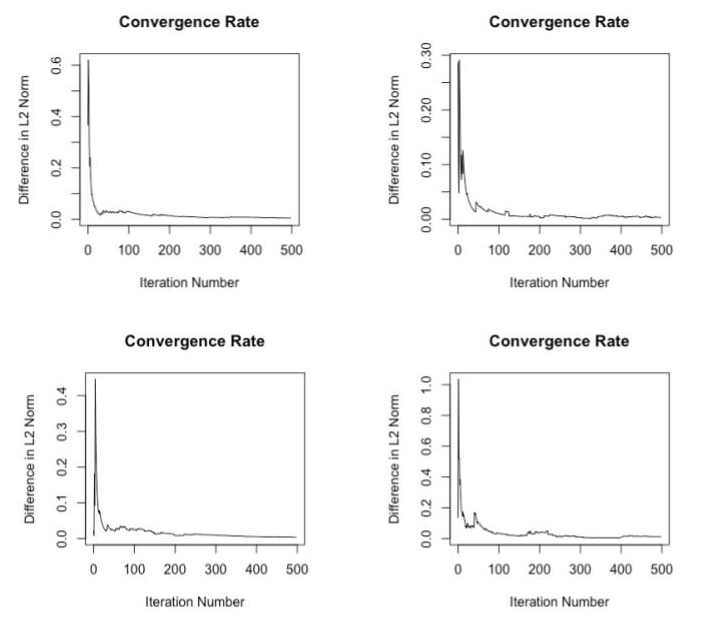 Convergence Rate
Difference in L2 Norm
0.6
0.4
0.2
0.0
0 100 200 300 400 500
Iteration Number
Convergence Rate
Difference in L2 Norm
0.30
0.20
0.10
0.00
0 100 200 300 400 500
Iteration Number
Convergence Rate
Difference in L2 Norm
0.4
0.3
0.2
0.1
0.0
0 100 200 300 400 500
Iteration Number
Convergence Rate
Difference in L2 Norm
1.0
0.8
0.6
0.4
0.2
0.0
0 100 200 300 400 500
Iteration Number